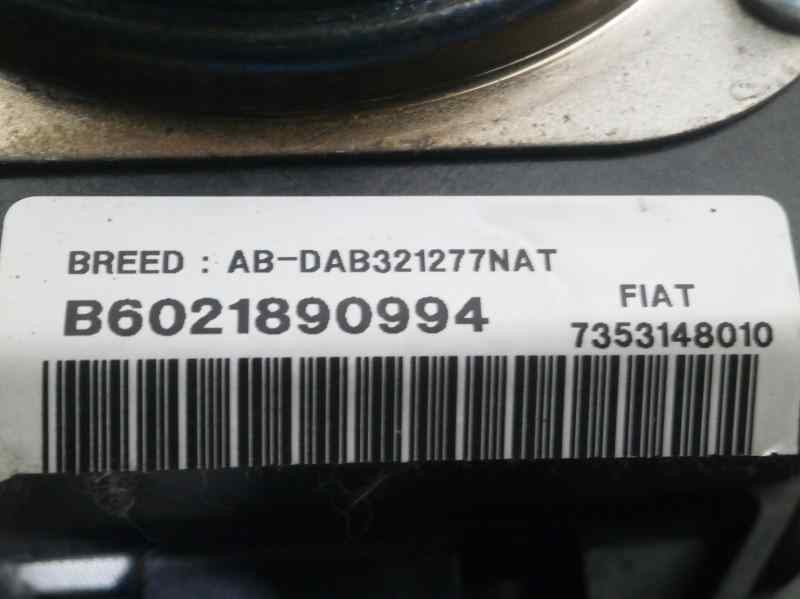 BREED : AB-DAB321277NAT
B6021890994
FIAT
7353148010